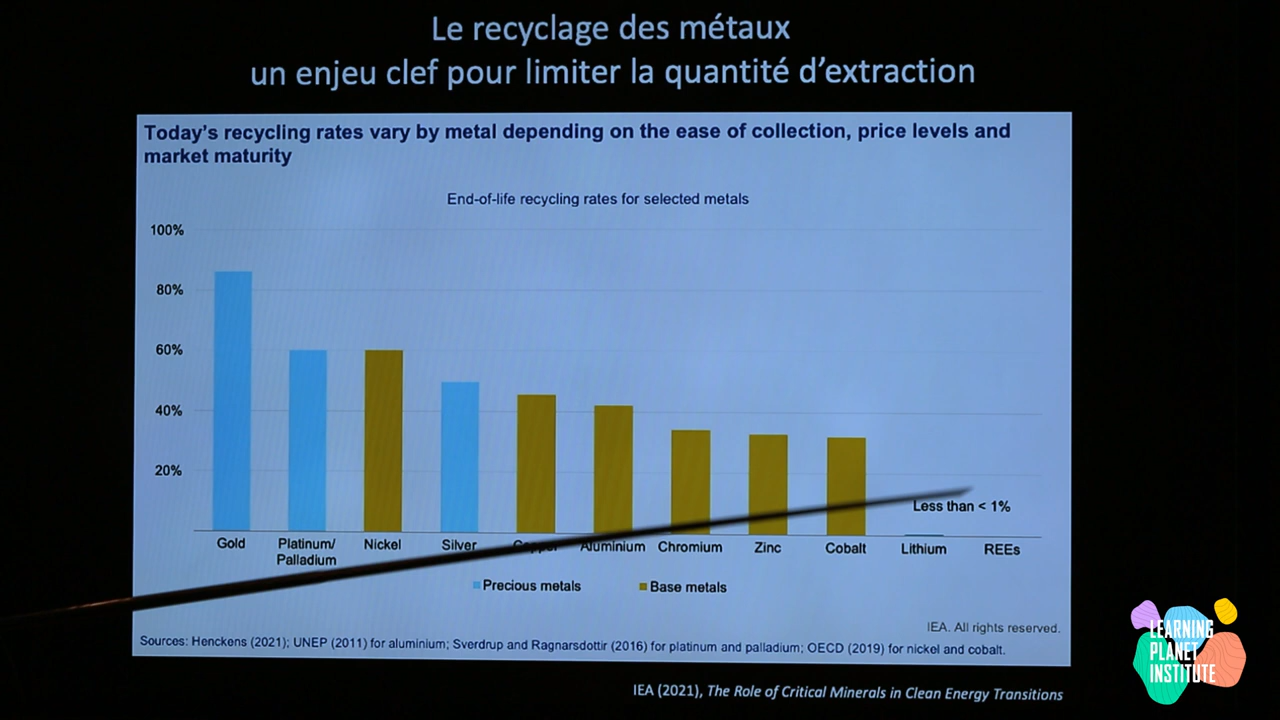 Le recyclage des métaux
un enjeu clef pour limiter la quantité d'extraction
Today's recycling rates vary by metal depending on the ease of collection, price levels and
market maturity
End-of-life recycling rates for selected metals
100%
80%
60%
40%
20%
Less than < 1%
Gold
Platinum/
Palladium
Nickel
Silver
Copper
Aluminium
Chromium
Zinc
Cobalt
Lithium
REEs
Precious metals
Base metals
IEA. All rights reserved.
Sources: Henckens (2021); UNEP (2011) for aluminium; Sverdrup and Ragnarsdottir (2016) for platinum and palladium; OECD (2019) for nickel and cobalt.
IEA (2021), The Role of Critical Minerals in Clean Energy Transitions
LEARNING
PLANET
INSTITUTE